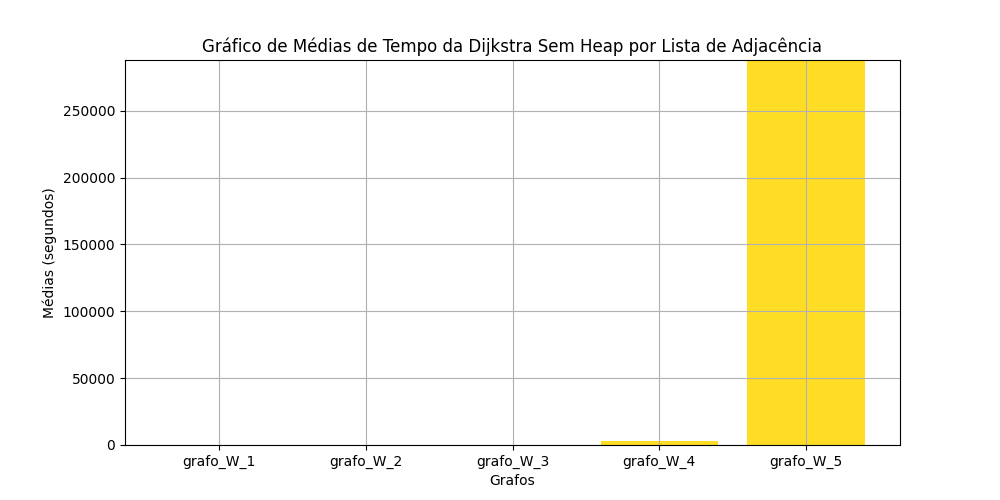 Gráfico de Médias de Tempo da Dijkstra Sem Heap por Lista de Adjacência
Médias (segundos)
250000
200000
150000
100000
50000
0
grafo_W_1 grafo_W_2 grafo_W_3 grafo_W_4 grafo_W_5
Grafos